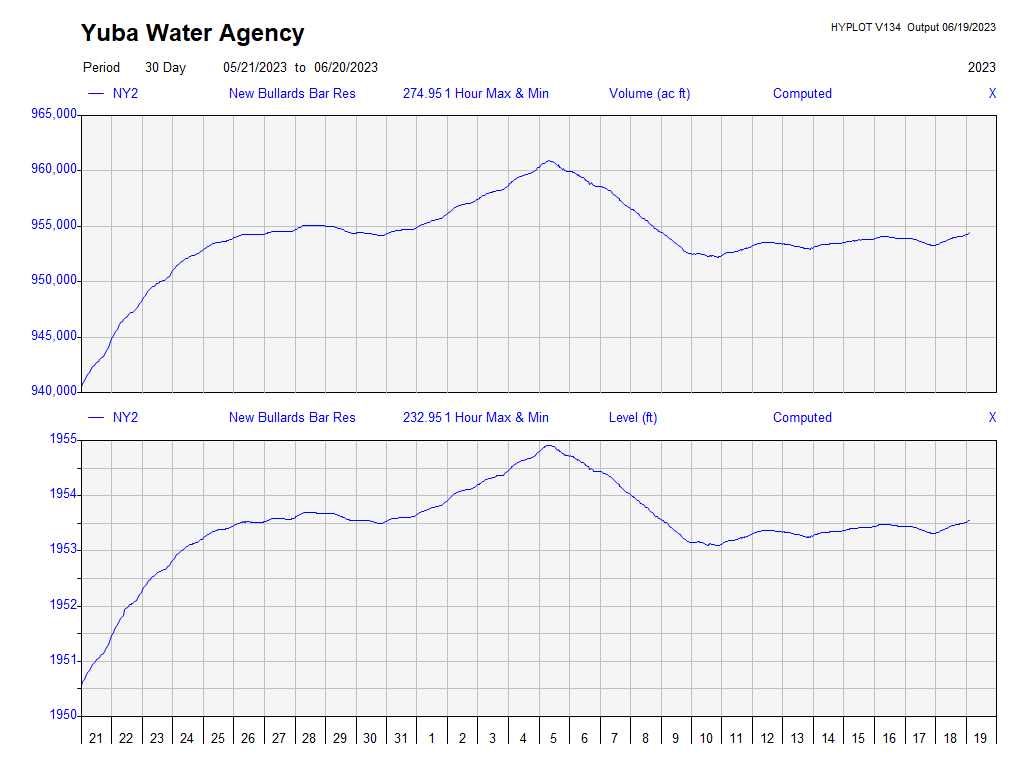 Yuba Water Agency HYPLOT V134 Output 06/19/2023
Period 30 Day 05/21/2023 to 06/20/2023 2023
NY2 New Bullards Bar Res 274.95 1 Hour Max & Min Volume (ac ft) Computed X
965,000
960,000
955,000
950,000
945,000
940,000
NY2 New Bullards Bar Res 232.95 1 Hour Max & Min Level (ft) Computed X
1955
1954
1953
1952
1951
1950
21 22 23 24 25 26 27 28 29 30 31 1 2 3 4 5 6 7 8 9 10 11 12 13 14 15 16 17 18 19